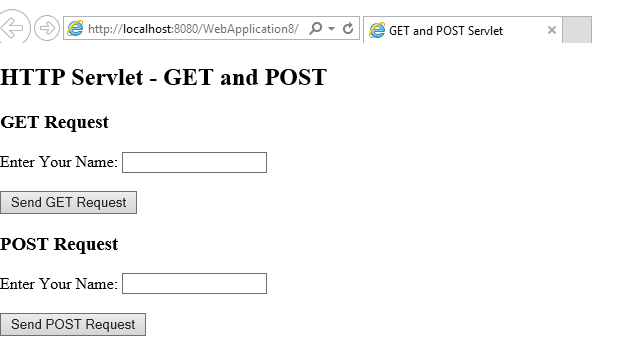 http://localhost:8080/WebApplication8/ GET and POST Servlet
HTTP Servlet - GET and POST
GET Request
Enter Your Name:
Send GET Request
POST Request
Enter Your Name:
Send POST Request